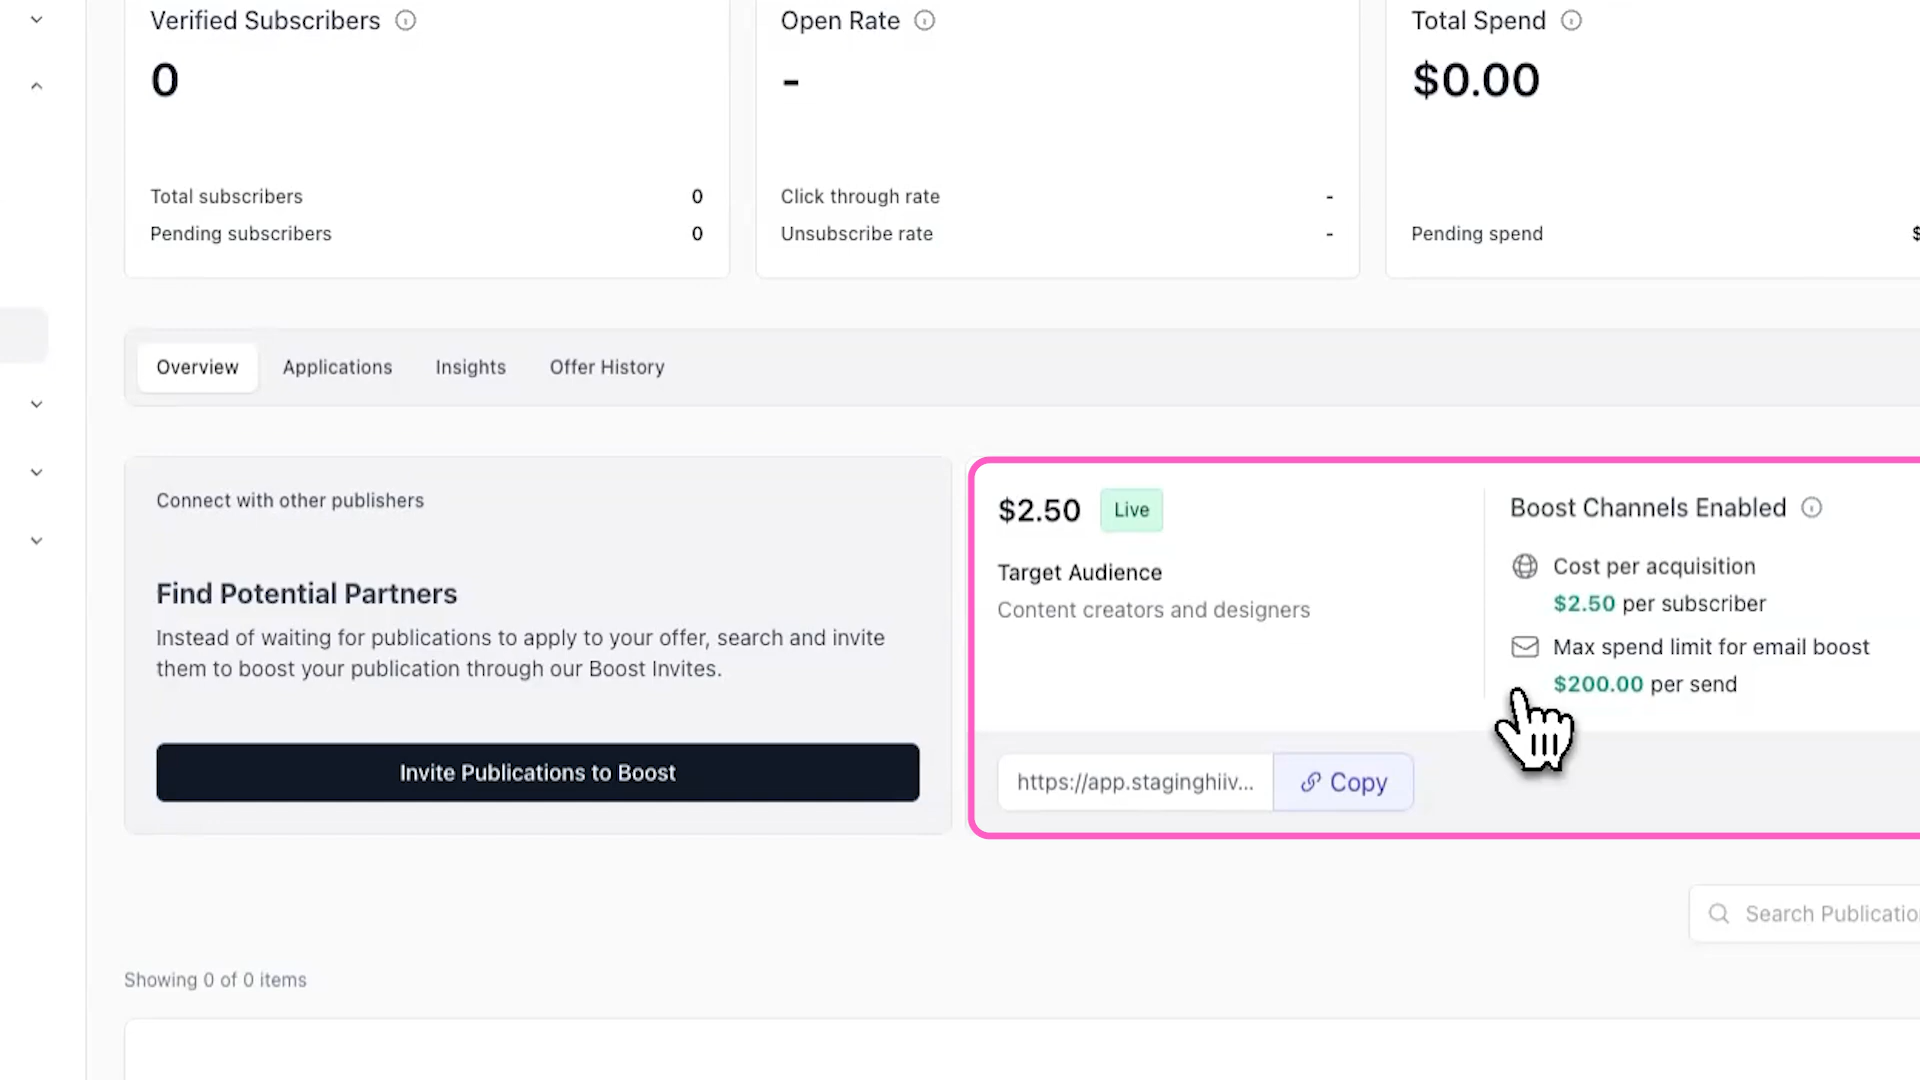 Verified Subscribers
0
Total subscribers 0
Pending subscribers 0
Open Rate
-
Click through rate -
Unsubscribe rate -
Total Spend
$0.00
Pending spend $
Overview Applications Insights Offer History
Connect with other publishers
Find Potential Partners
Instead of waiting for publications to apply to your offer, search and invite
them to boost your publication through our Boost Invites.
Invite Publications to Boost
$2.50 Live
Target Audience
Content creators and designers
Boost Channels Enabled
Cost per acquisition
$2.50 per subscriber
Max spend limit for email boost
$200.00 per send
https://app.staginghiiv... Copy
Search Publicatio
Showing 0 of 0 items